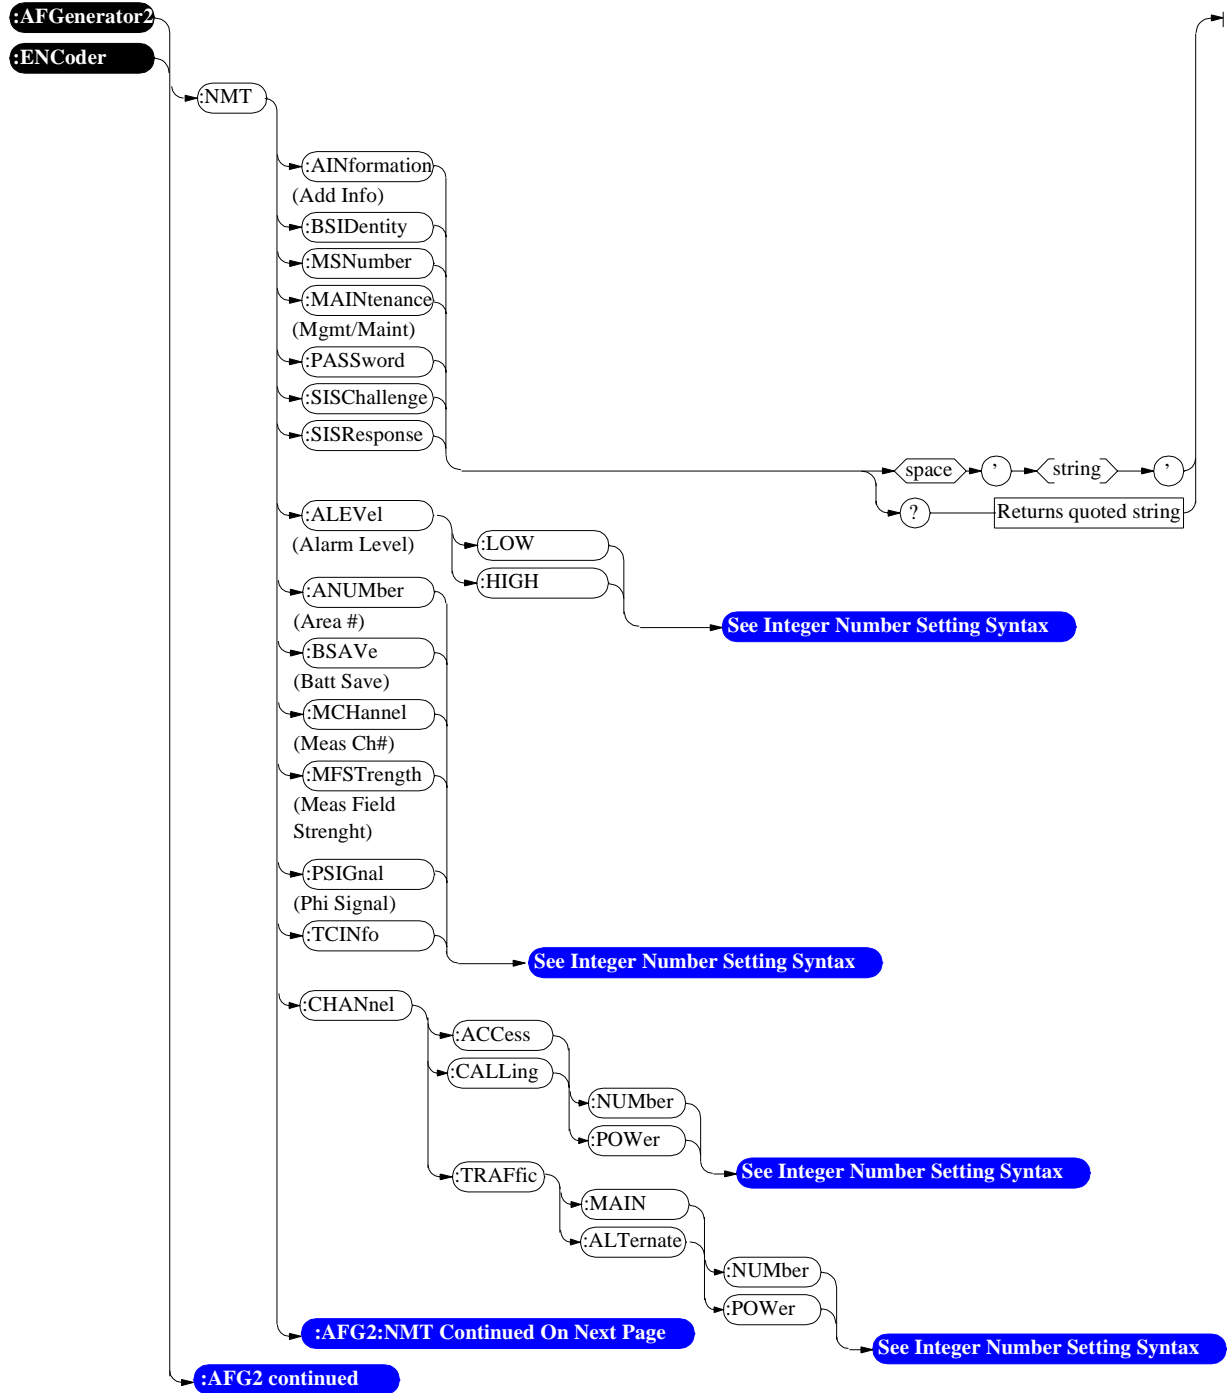 :AFGenerator2
:ENCoder
:NMT
:AINformation
(Add Info)
:BSIDentity
:MSNumber
:MAINtenance
(Mgmt/Maint)
:PASSword
:SISChallenge
:SISResponse
space ’ string ’
? Returns quoted string
:ALEVel
(Alarm Level)
:LOW
:HIGH
See Integer Number Setting Syntax
:ANUMber
(Area #)
:BSAVe
(Batt Save)
:MCHannel
(Meas Ch#)
:MFSTrength
(Meas Field
Strenght)
:PSIGnal
(Phi Signal)
:TCINfo
See Integer Number Setting Syntax
:CHANnel
:ACCess
:CALLing
:NUMber
:POWer
See Integer Number Setting Syntax
:TRAFfic
:MAIN
:ALTernate
:NUMber
:POWer
See Integer Number Setting Syntax
:AFG2:NMT Continued On Next Page
:AFG2 continued